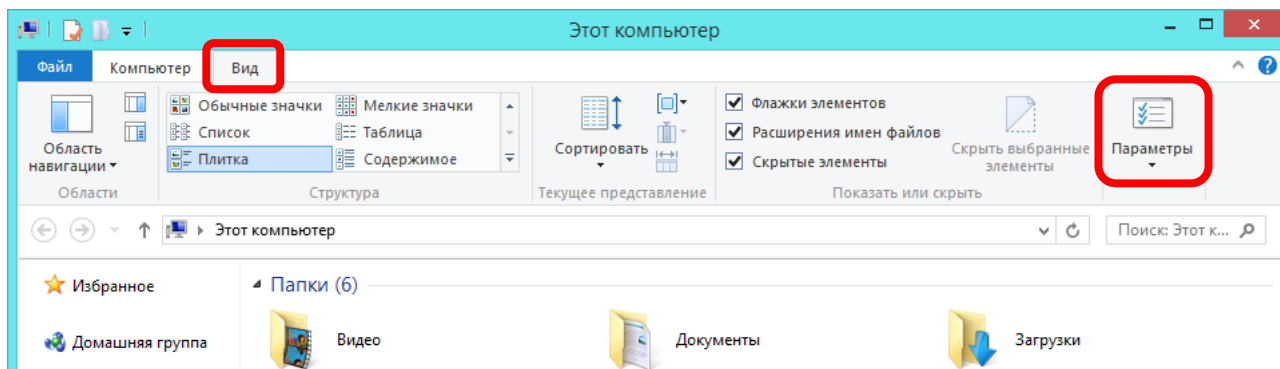 Этот компьютер
Файл Компьютер Вид
Область навигации
Обычные значки Мелкие значки
Список Таблица
Плитка Содержимое
Сортировать
Флажки элементов
Расширения имен файлов
Скрытые элементы
Скрыть выбранные элементы
Параметры
Области Структура Текущее представление Показать или скрыть
Этот компьютер Поиск: Этот к...
Избранное
Папки (6)
Домашняя группа
Видео Документы Загрузки